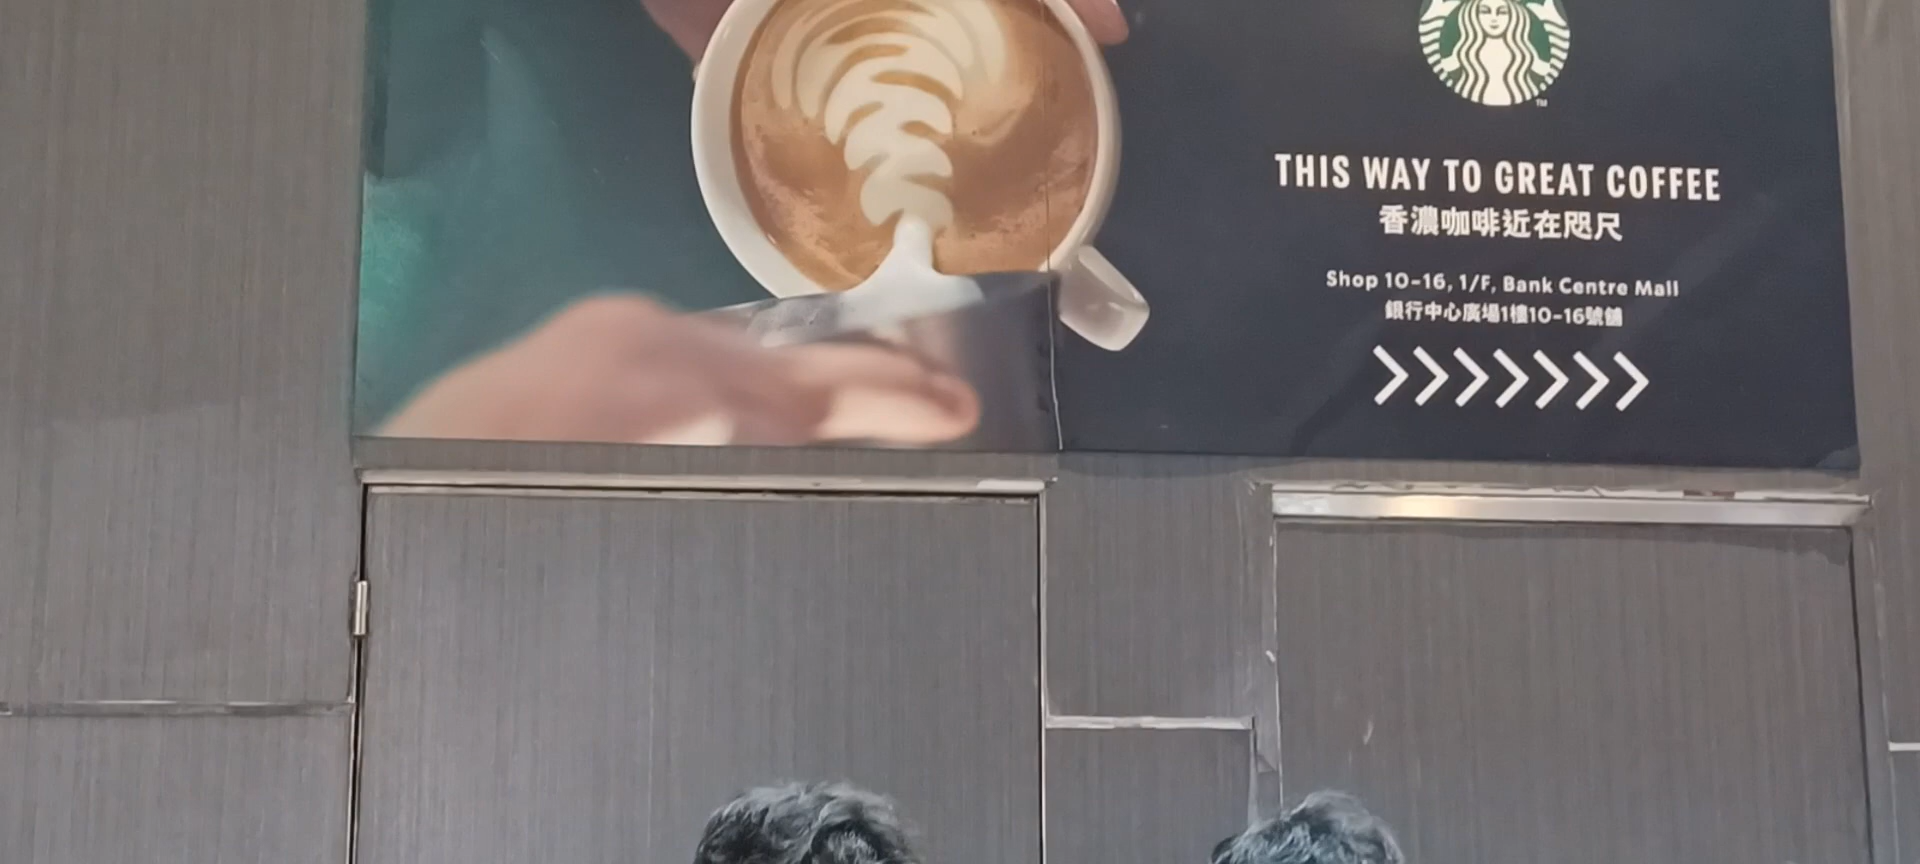 TM
THIS WAY TO GREAT COFFEE
香濃咖啡近在咫尺
Shop 10-16, 1/F, Bank Centre Mall
銀行中心廣場1樓10-16號舖